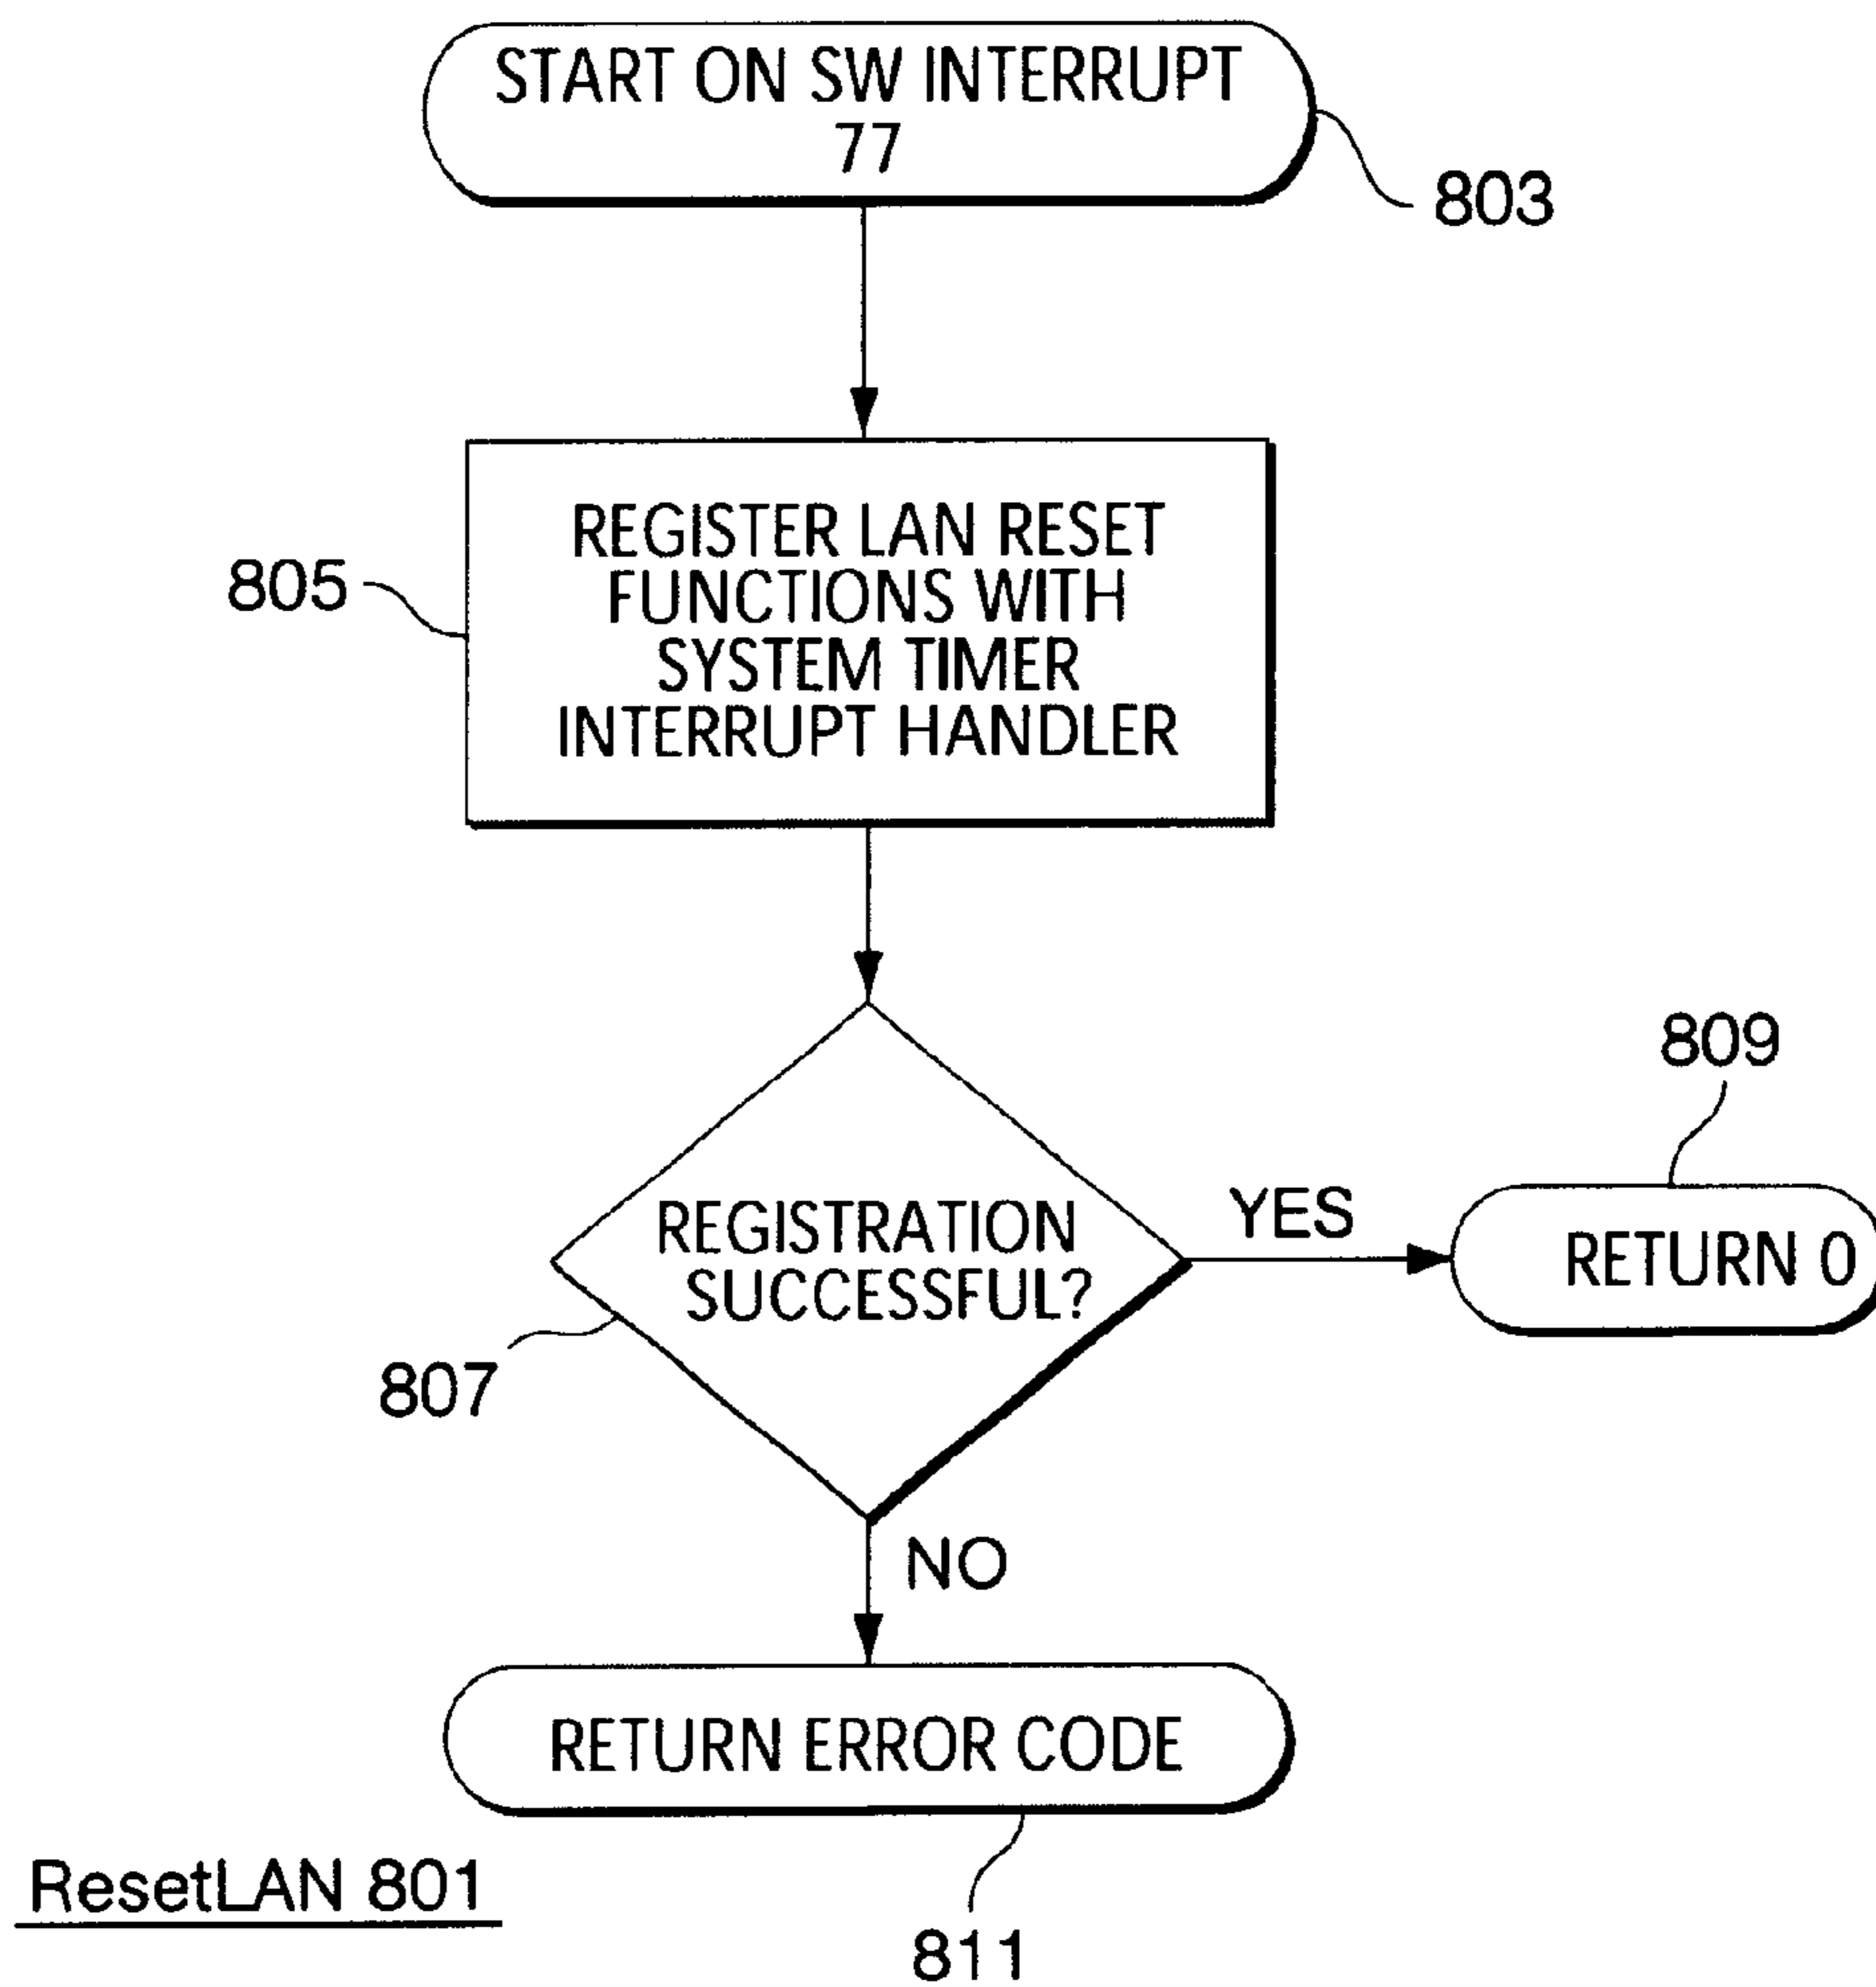 START ON SW INTERRUPT
77
803
REGISTER LAN RESET
FUNCTIONS WITH
SYSTEM TIMER
INTERRUPT HANDLER
805
809
REGISTRATION
SUCCESSFUL?
YES
RETURN 0
807
NO
RETURN ERROR CODE
ResetLAN 801
811